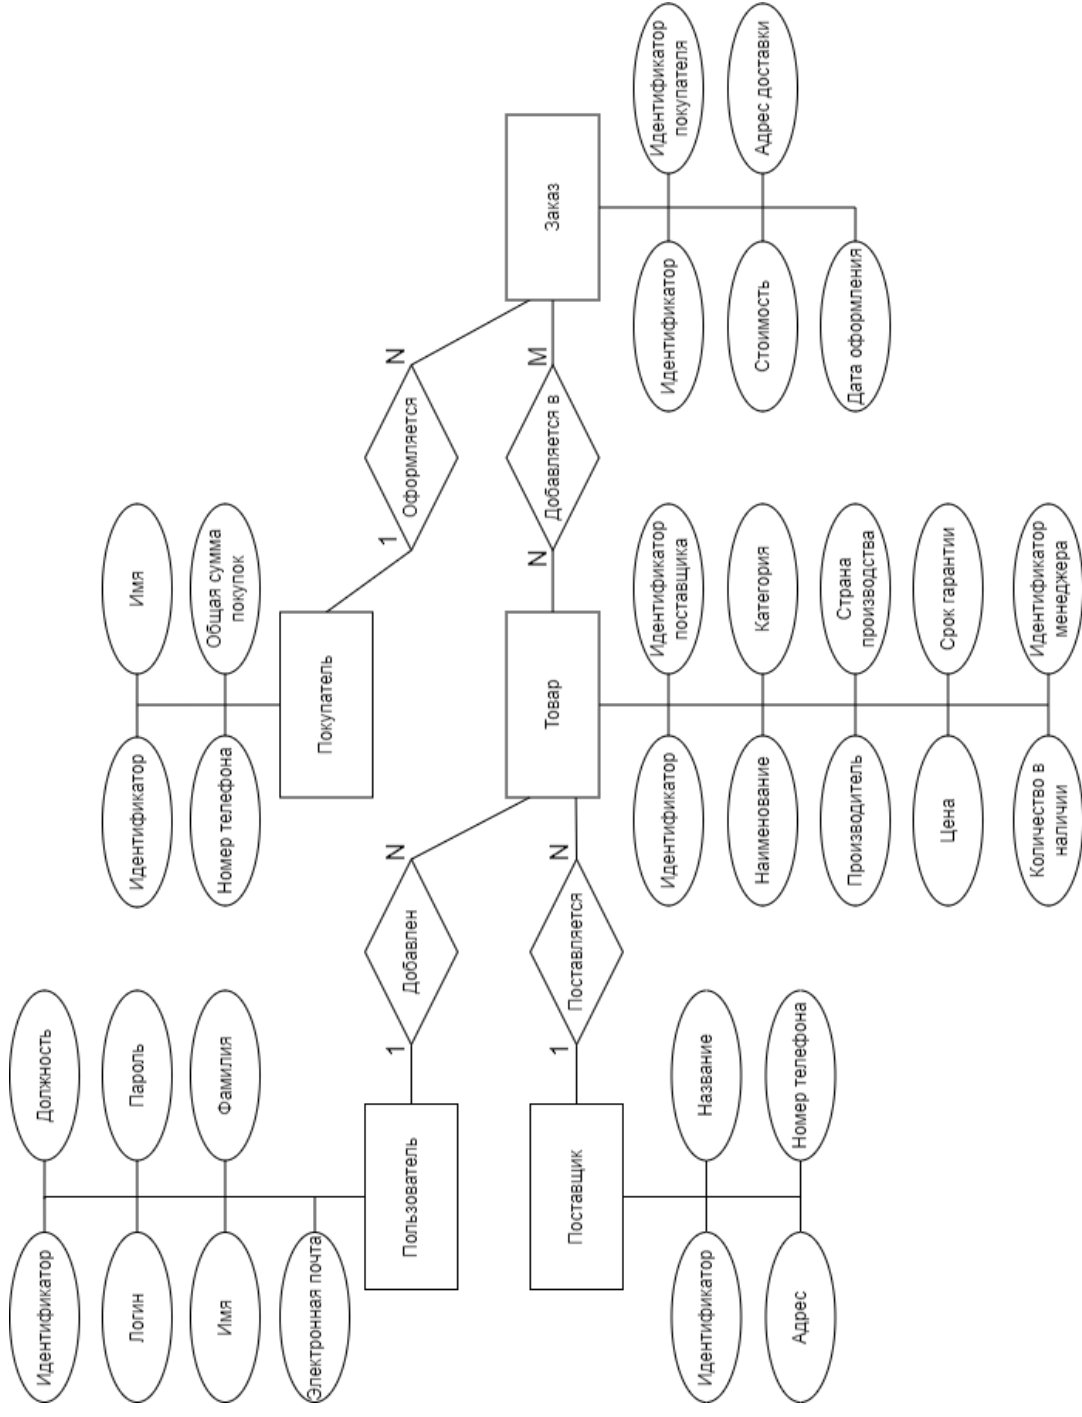 Идентификатор
Должность
Логин
Пароль
Имя
Фамилия
Электронная почта
Пользователь
1
Добавлен
N
Идентификатор
Имя
Номер телефона
Общая сумма
покупок
Покупатель
1
Оформляется
N
Поставщик
1
Поставляется
N
Товар
N
Добавляется в
M
Заказ
Идентификатор
Название
Адрес
Номер телефона
Идентификатор
Идентификатор
поставщика
Наименование
Категория
Производитель
Страна
производства
Цена
Срок гарантии
Количество в
наличии
Идентификатор
менеджера
Идентификатор
Идентификатор
покупателя
Стоимость
Адрес доставки
Дата оформления